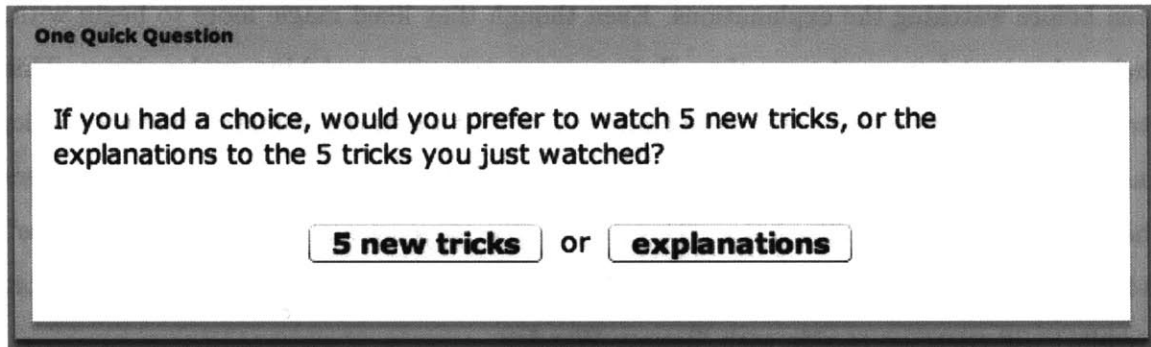 One Quick Question
If you had a choice, would you prefer to watch 5 new tricks, or the
explanations to the 5 tricks you just watched?
5 new tricks or explanations